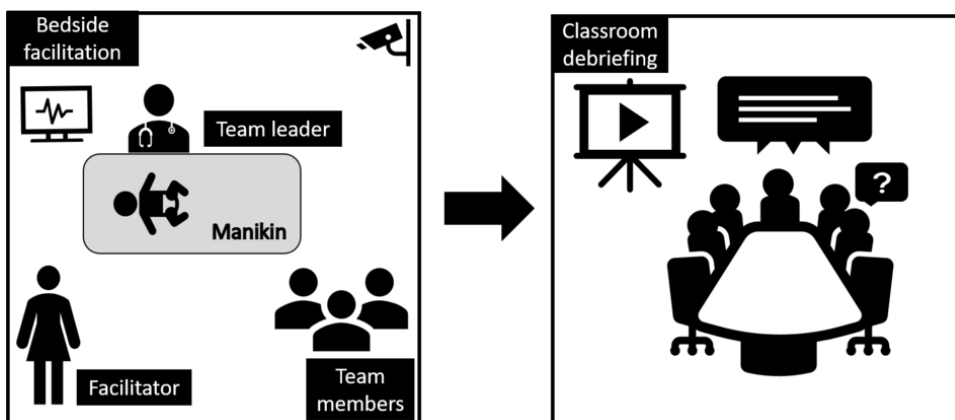 Bedside
facilitation
Team leader
Manikin
Facilitator
Team
members
Classroom
debriefing
?